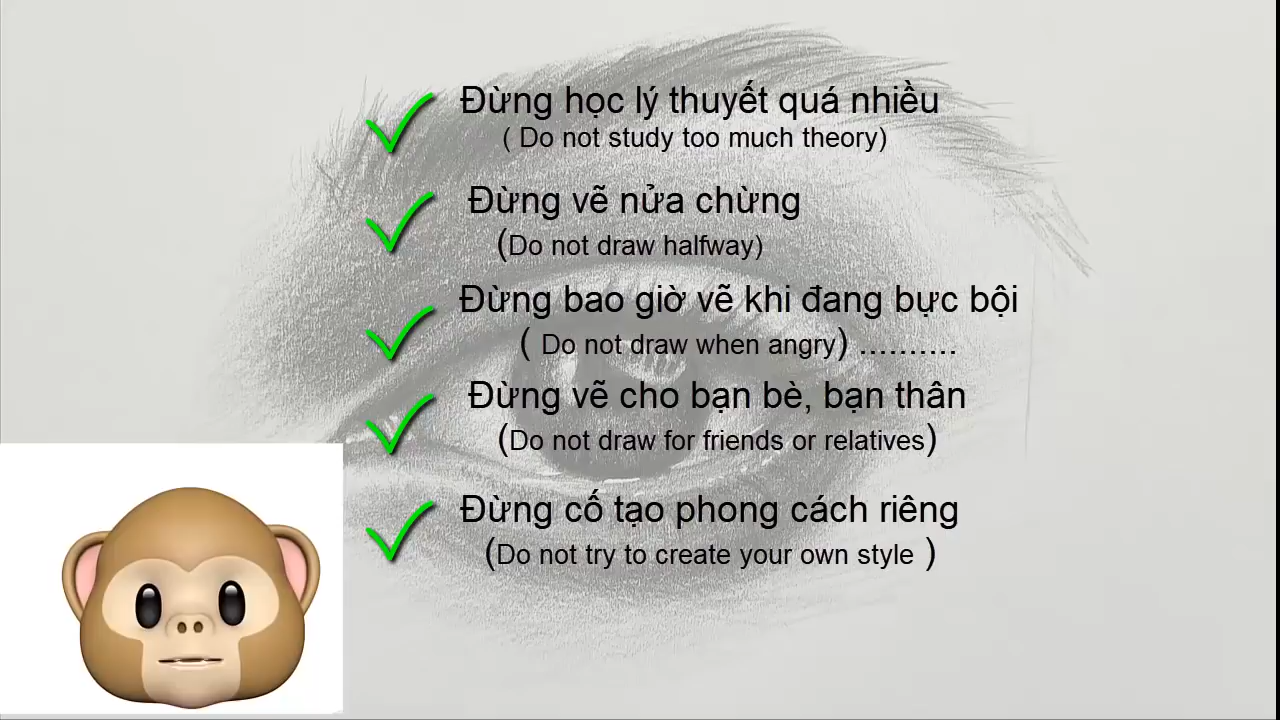 Đừng học lý thuyết quá nhiều
( Do not study too much theory)
Đừng vẽ nửa chừng
(Do not draw halfway)
Đừng bao giờ vẽ khi đang bực bội
( Do not draw when angry) ..........
Đừng vẽ cho bạn bè, bạn thân
(Do not draw for friends or relatives)
Đừng cố tạo phong cách riêng
(Do not try to create your own style )